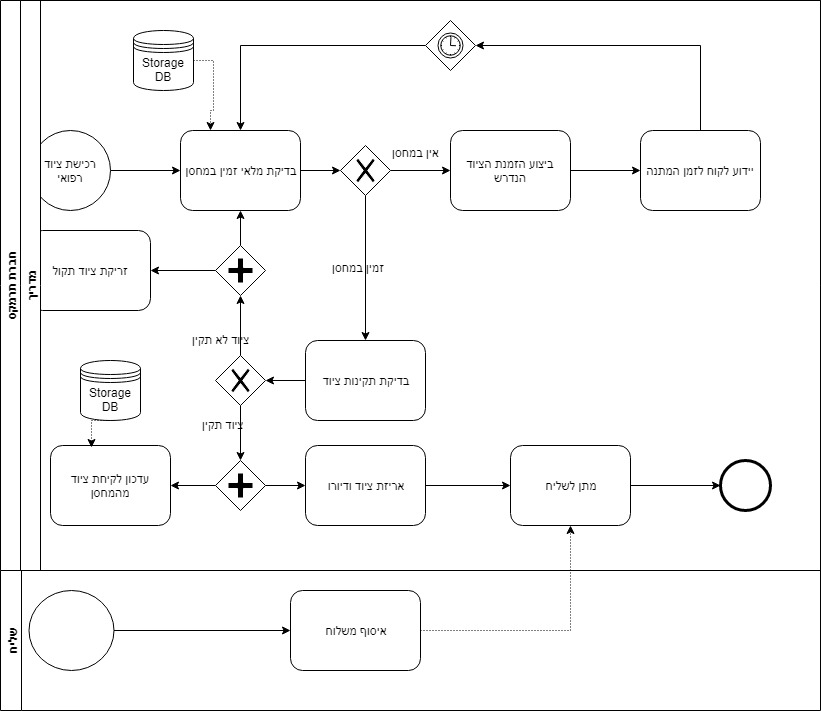 Storage
DB
רכישת ציוד
רפואי
בדיקת מלאי זמין במחסן
אין במחסן
ביצוע הזמנת הציוד
הנדרש
יידוע לקוח לזמן המתנה
חברת תרמקס
מדריך
זריקת ציוד תקול
זמין במחסן
ציוד לא תקין
בדיקת תקינות ציוד
Storage
DB
ציוד תקין
עדכון לקיחת ציוד
מהמחסן
אריזת ציוד ודיורו
מתן לשליח
שליח
איסוף משלוח